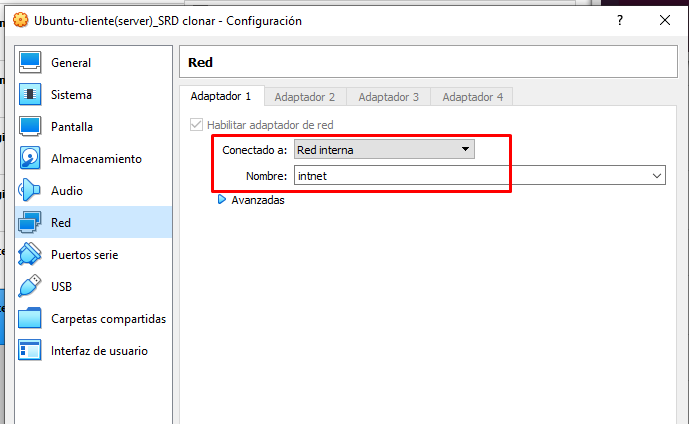 Ubuntu-cliente(server)_SRD clonar - Configuración
General
Sistema
Pantalla
Almacenamiento
Audio
Red
Puertos serie
USB
Carpetas compartidas
Interfaz de usuario
Red
Adaptador 1 Adaptador 2 Adaptador 3 Adaptador 4
Habilitar adaptador de red
Conectado a: Red interna
Nombre: intnet
Avanzadas